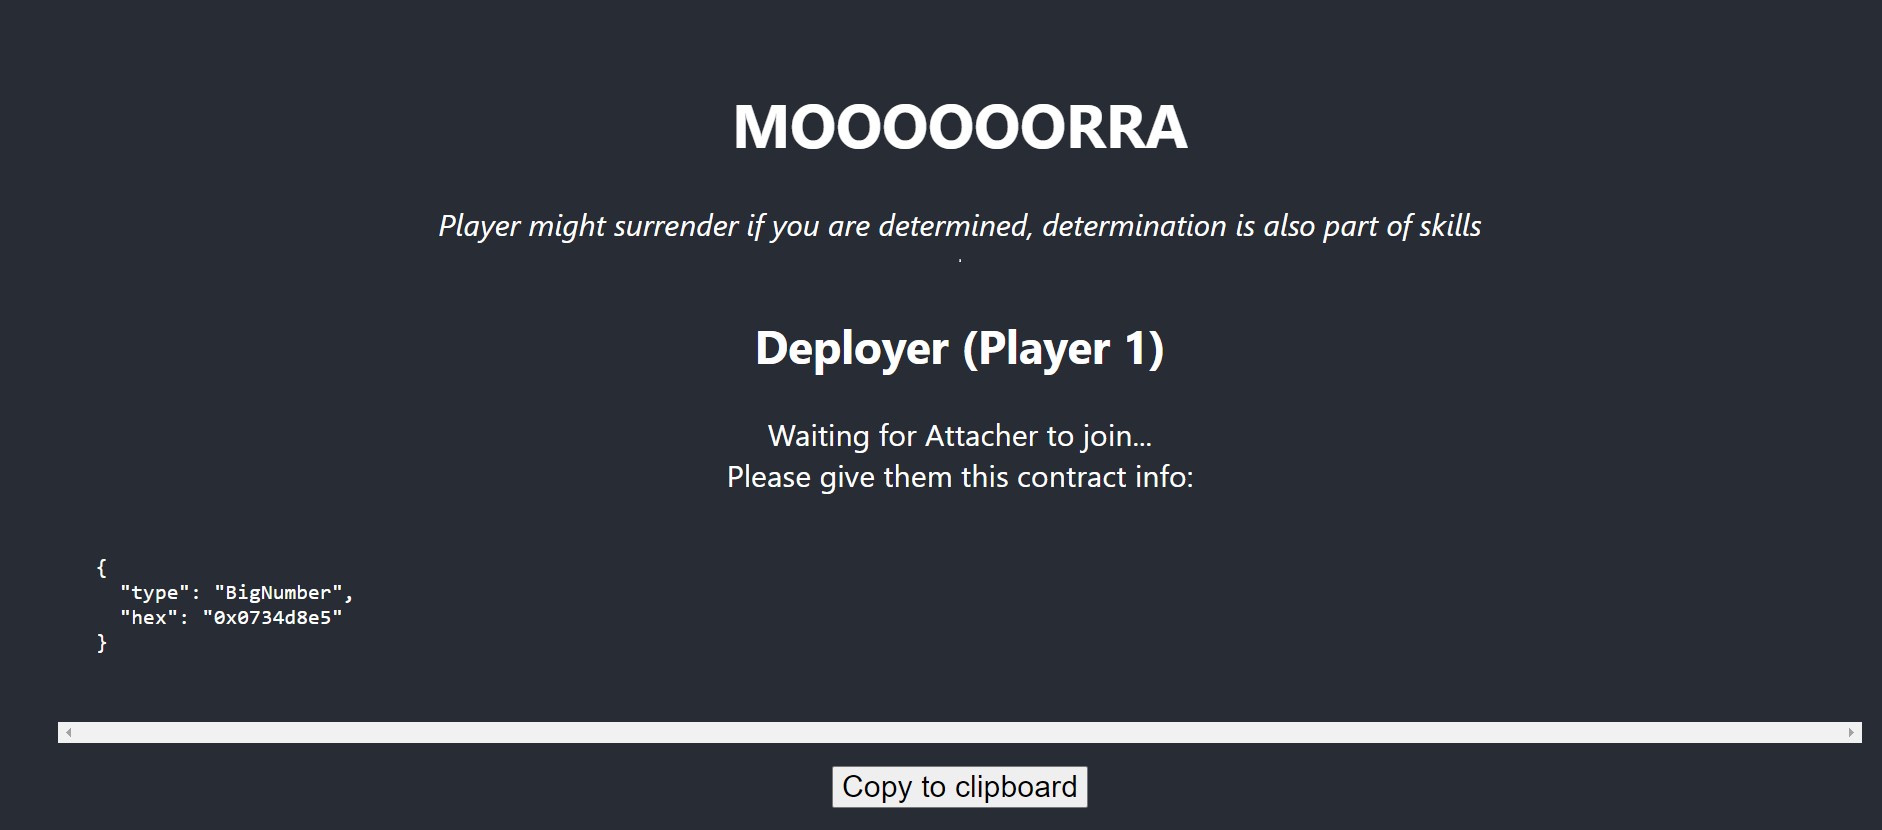 MOOOOOORRA
Player might surrender if you are determined, determination is also part of skills
Deployer (Player 1)
Waiting for Attacher to join...
Please give them this contract info:
{
  "type": "BigNumber",
  "hex": "0x0734d8e5"
}
Copy to clipboard